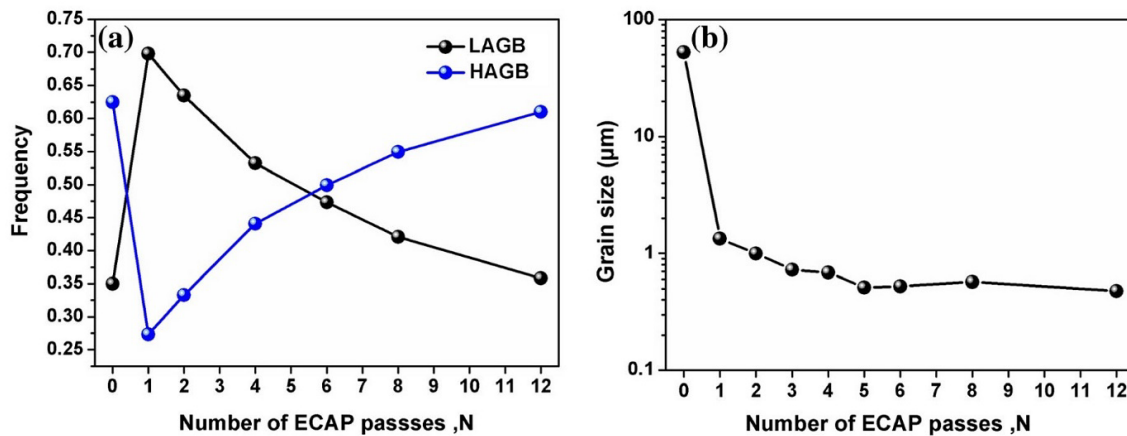 (a)
LAGB
HAGB
Frequency
0.75
0.70
0.65
0.60
0.55
0.50
0.45
0.40
0.35
0.30
0.25
0 1 2 3 4 5 6 7 8 9 10 11 12
Number of ECAP passses ,N
(b)
Grain size (μm)
100
10
1
0.1
0 1 2 3 4 5 6 7 8 9 10 11 12
Number of ECAP passes ,N